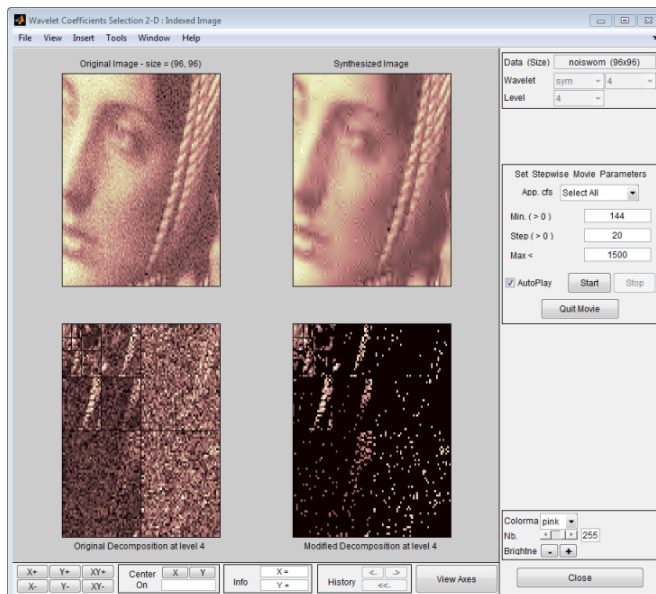 Wavelet Coefficients Selection 2-D : Indexed Image
File View Insert Tools Window Help
Original Image - size = (96, 96)
Synthesized Image
Original Decomposition at level 4
Modified Decomposition at level 4
Data (Size) noiswom (96x96)
Wavelet sym 4
Level 4
Set Stepwise Movie Parameters
App. cfs Select All
Min. ( > 0 ) 144
Step ( > 0 ) 20
Max < 1500
AutoPlay Start Stop
Quit Movie
Colorma pink
Nb. 255
Brightne - +
X+ Y+ XY+
X- Y- XY-
Center On X Y
Info X = Y =
History <- -> <<-
View Axes
Close